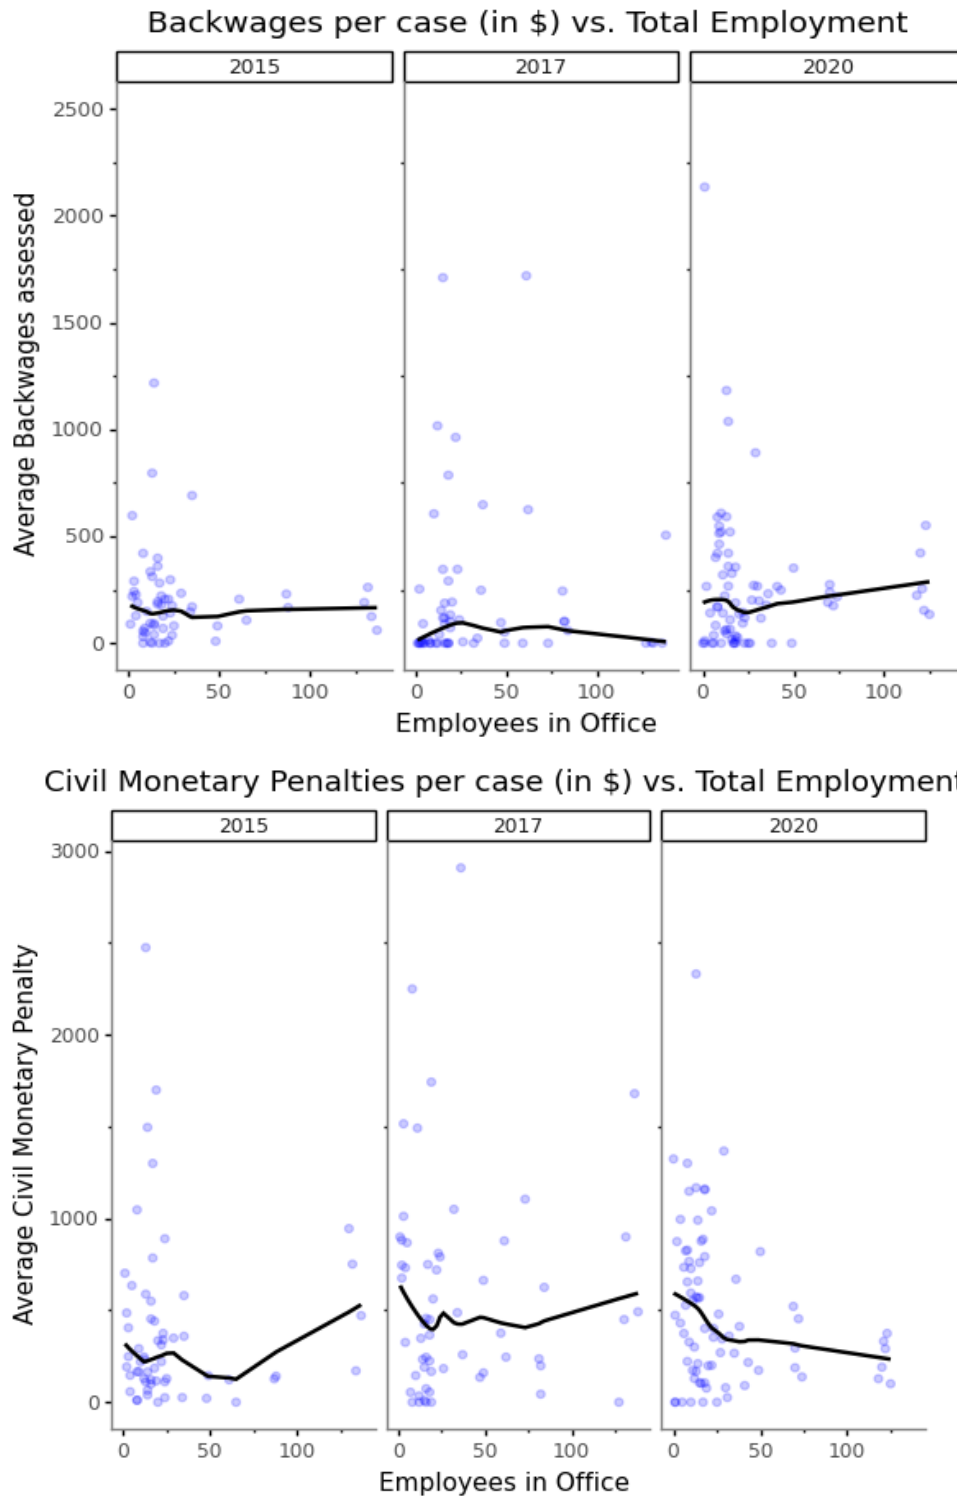 Backwages per case (in $) vs. Total Employment
2015 2017 2020
2500
2000
1500
1000
500
0
Average Backwages assessed
0 50 100 0 50 100 0 50 100
Employees in Office
Civil Monetary Penalties per case (in $) vs. Total Employment
2015 2017 2020
3000
2000
1000
0
Average Civil Monetary Penalty
0 50 100 0 50 100 0 50 100
Employees in Office